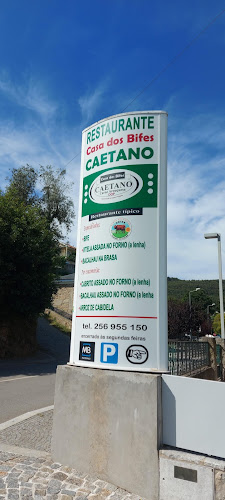 RESTAURANTE
Casa dos Bifes
CAETANO
Casa dos Bifes
CAETANO
Restaurante típico
BIFE
VITELA ASSADA NO FORNO (a lenha)
BACALHAU NA BRASA
CABRITO ASSADO NO FORNO (a lenha)
BACALHAU ASSADO NO FORNO (a lenha)
ARROZ DE CABIDELA
tel. 256 955 150
encerrado às segundas feiras
MB
P